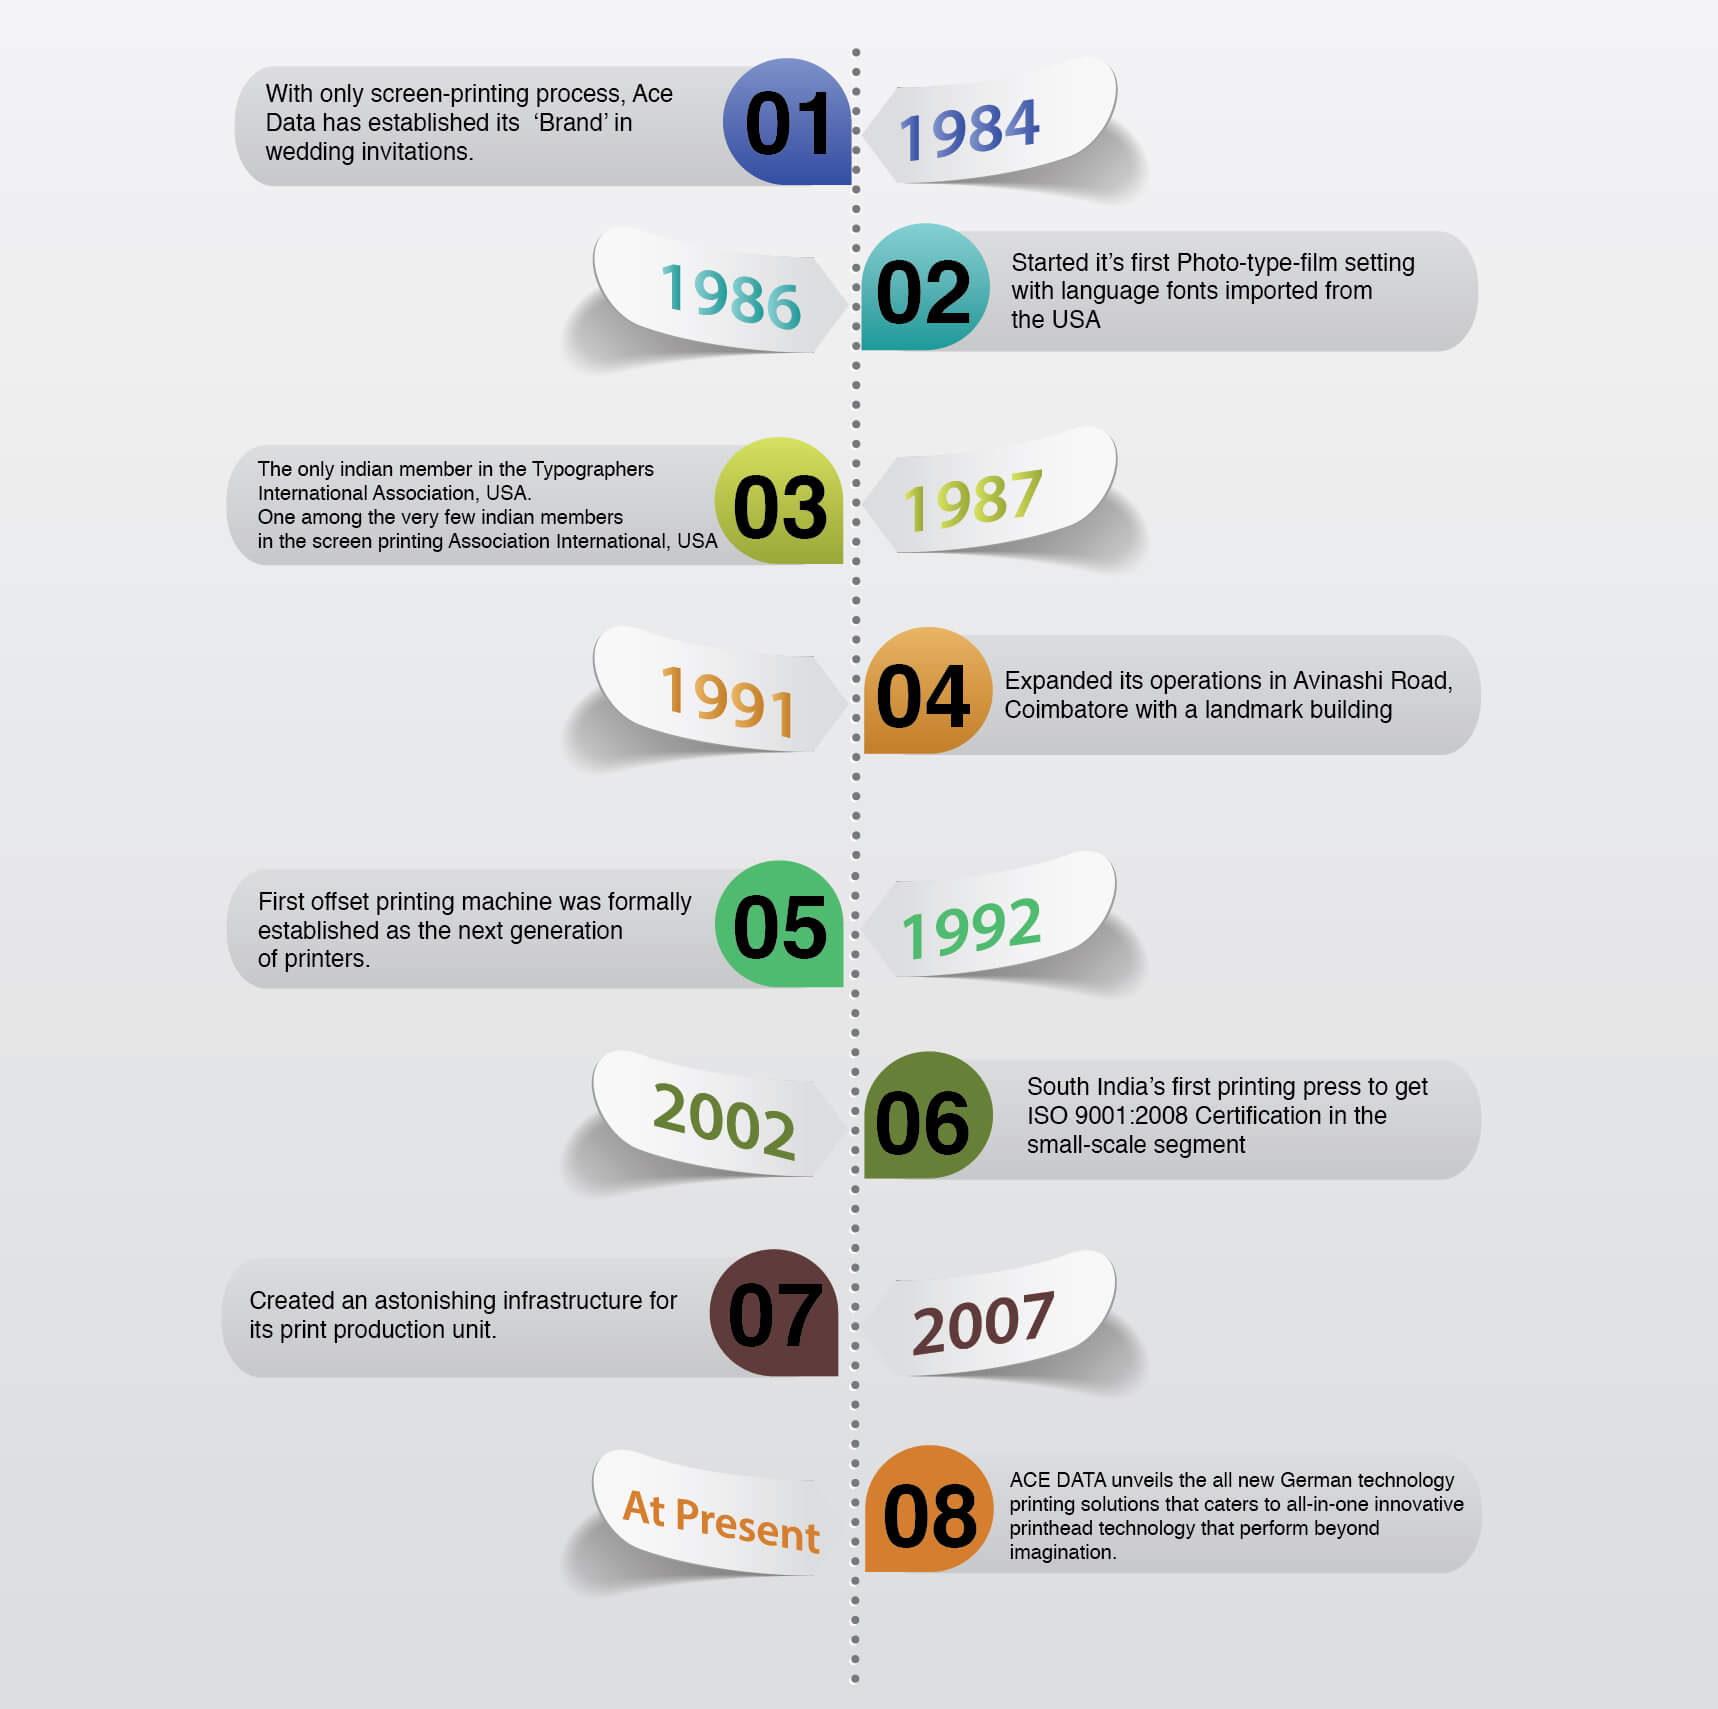 With only screen-printing process, Ace
Data has established its ‘Brand’ in
wedding invitations.
01
1984
1986
02
Started it’s first Photo-type-film setting
with language fonts imported from
the USA
The only indian member in the Typographers
International Association, USA.
One among the very few indian members
in the screen printing Association International, USA
03
1987
1991
04
Expanded its operations in Avinashi Road,
Coimbatore with a landmark building
First offset printing machine was formally
established as the next generation
of printers.
05
1992
2002
06
South India’s first printing press to get
ISO 9001:2008 Certification in the
small-scale segment
Created an astonishing infrastructure for
its print production unit.
07
2007
At Present
08
ACE DATA unveils the all new German technology
printing solutions that caters to all-in-one innovative
printhead technology that perform beyond
imagination.